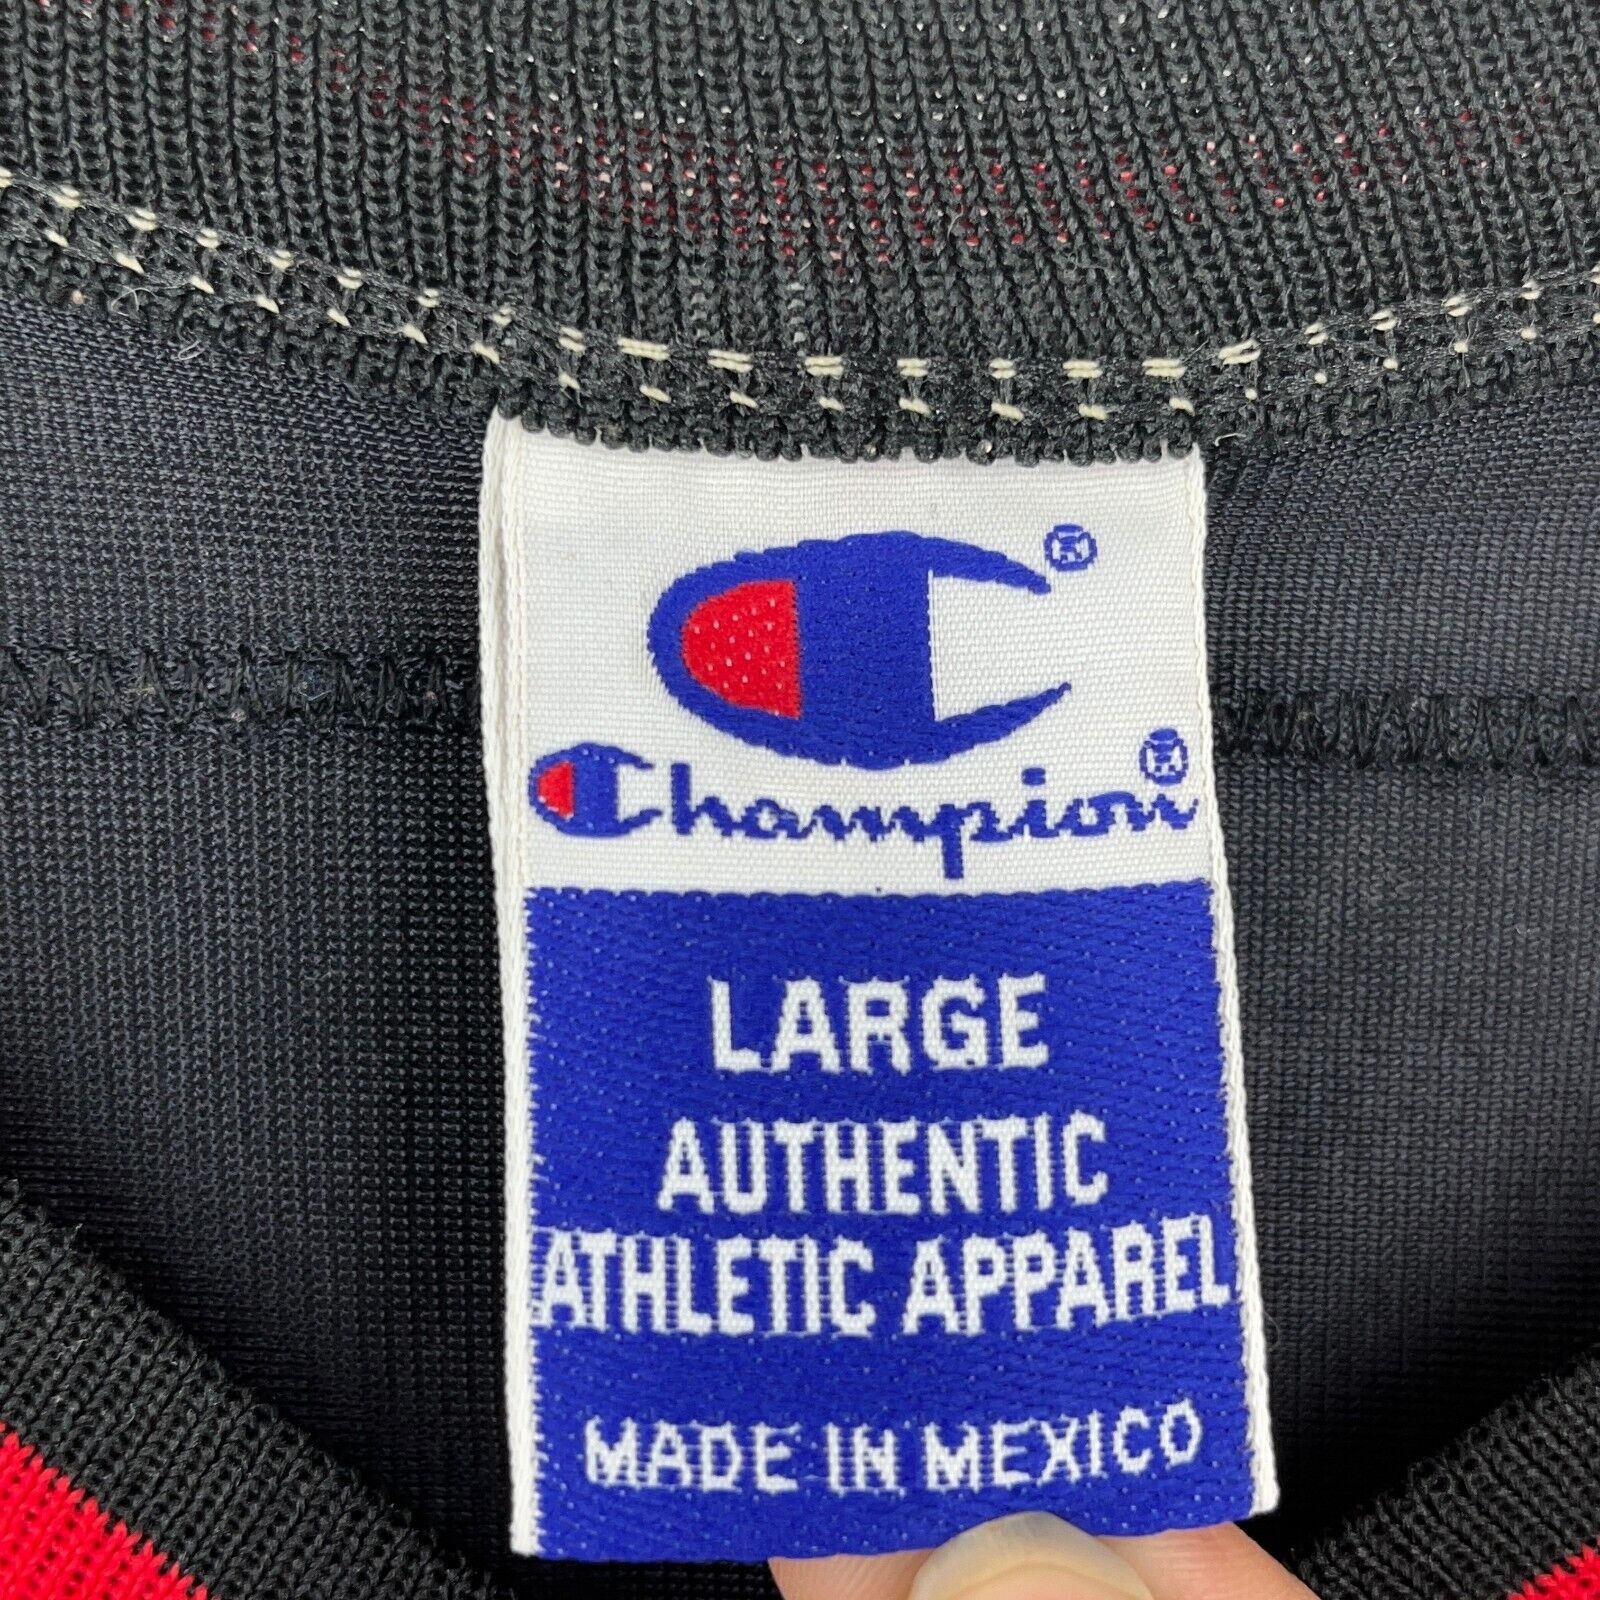 ®
Champion®
LARGE
AUTHENTIC
ATHLETIC APPAREL
MADE IN MEXICO